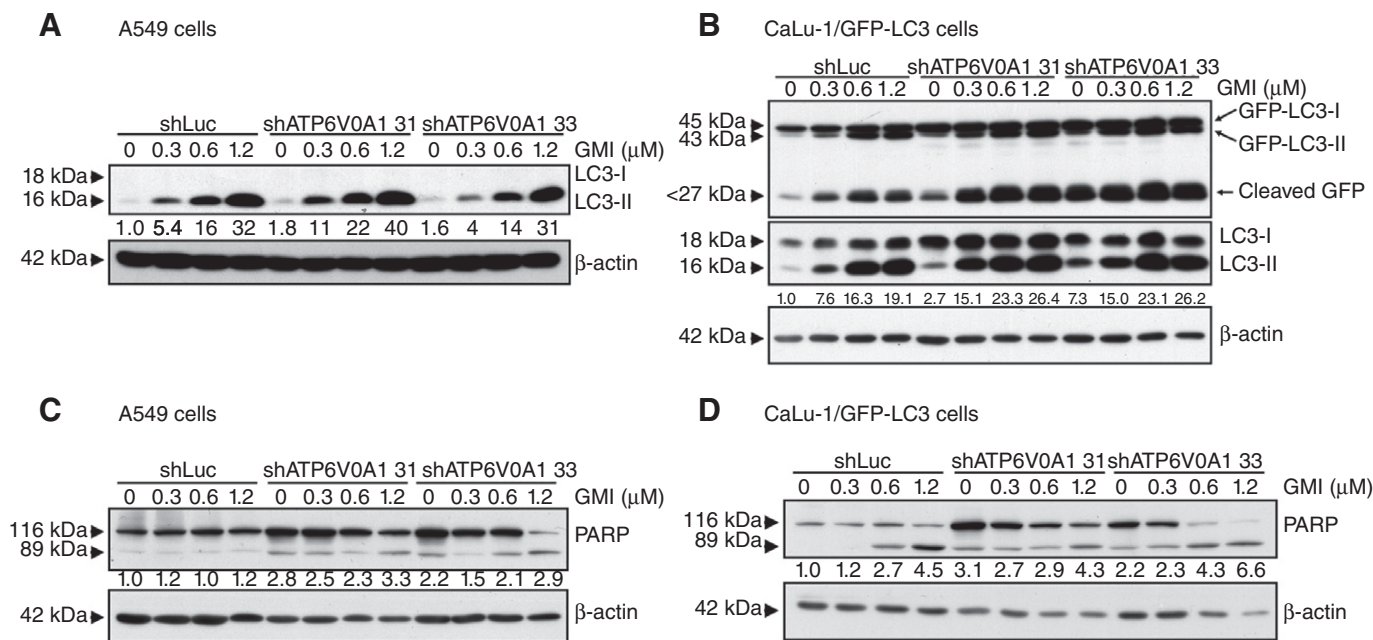 A A549 cells
shLuc shATP6V0A1 31 shATP6V0A1 33
0 0.3 0.6 1.2 0 0.3 0.6 1.2 0 0.3 0.6 1.2 GMI (μM)
18 kDa LC3-I
16 kDa LC3-II
1.0 5.4 16 32 1.8 11 22 40 1.6 4 14 31
42 kDa β-actin
B CaLu-1/GFP-LC3 cells
shLuc shATP6V0A1 31 shATP6V0A1 33
0 0.3 0.6 1.2 0 0.3 0.6 1.2 0 0.3 0.6 1.2 GMI (μM)
45 kDa GFP-LC3-I
43 kDa GFP-LC3-II
<27 kDa Cleaved GFP
18 kDa LC3-I
16 kDa LC3-II
1.0 7.6 16.3 19.1 2.7 15.1 23.3 26.4 7.3 15.0 23.1 26.2
42 kDa β-actin
C A549 cells
shLuc shATP6V0A1 31 shATP6V0A1 33
0 0.3 0.6 1.2 0 0.3 0.6 1.2 0 0.3 0.6 1.2 GMI (μM)
116 kDa PARP
89 kDa
1.0 1.2 1.0 1.2 2.8 2.5 2.3 3.3 2.2 1.5 2.1 2.9
42 kDa β-actin
D CaLu-1/GFP-LC3 cells
shLuc shATP6V0A1 31 shATP6V0A1 33
0 0.3 0.6 1.2 0 0.3 0.6 1.2 0 0.3 0.6 1.2 GMI (μM)
116 kDa PARP
89 kDa
1.0 1.2 2.7 4.5 3.1 2.7 2.9 4.3 2.2 2.3 4.3 6.6
42 kDa β-actin